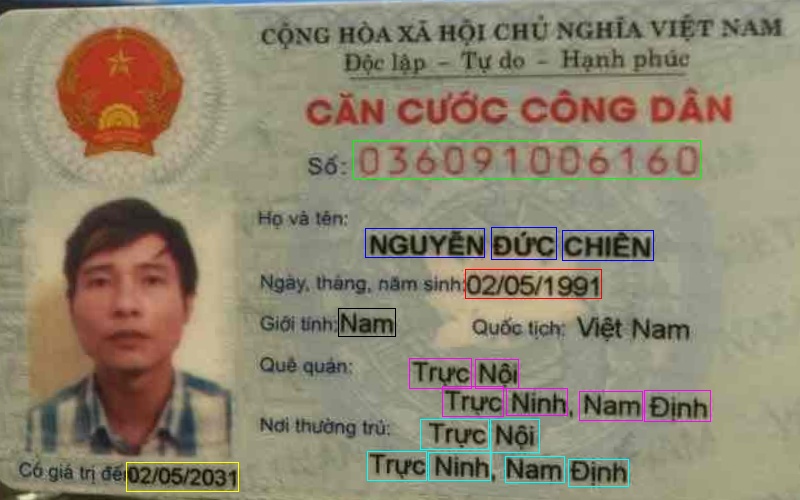 CỘNG HÒA XÃ HỘI CHỦ NGHĨA VIỆT NAM
Độc lập – Tự do – Hạnh phúc
CĂN CƯỚC CÔNG DÂN
Số: 036091006160
Họ và tên:
NGUYỄN ĐỨC CHIÊN
Ngày, tháng, năm sinh: 02/05/1991
Giới tính: Nam Quốc tịch: Việt Nam
Quê quán: Trực Nội
Trực Ninh, Nam Định
Nơi thường trú: Trực Nội
Trực Ninh, Nam Định
Có giá trị đến 02/05/2031